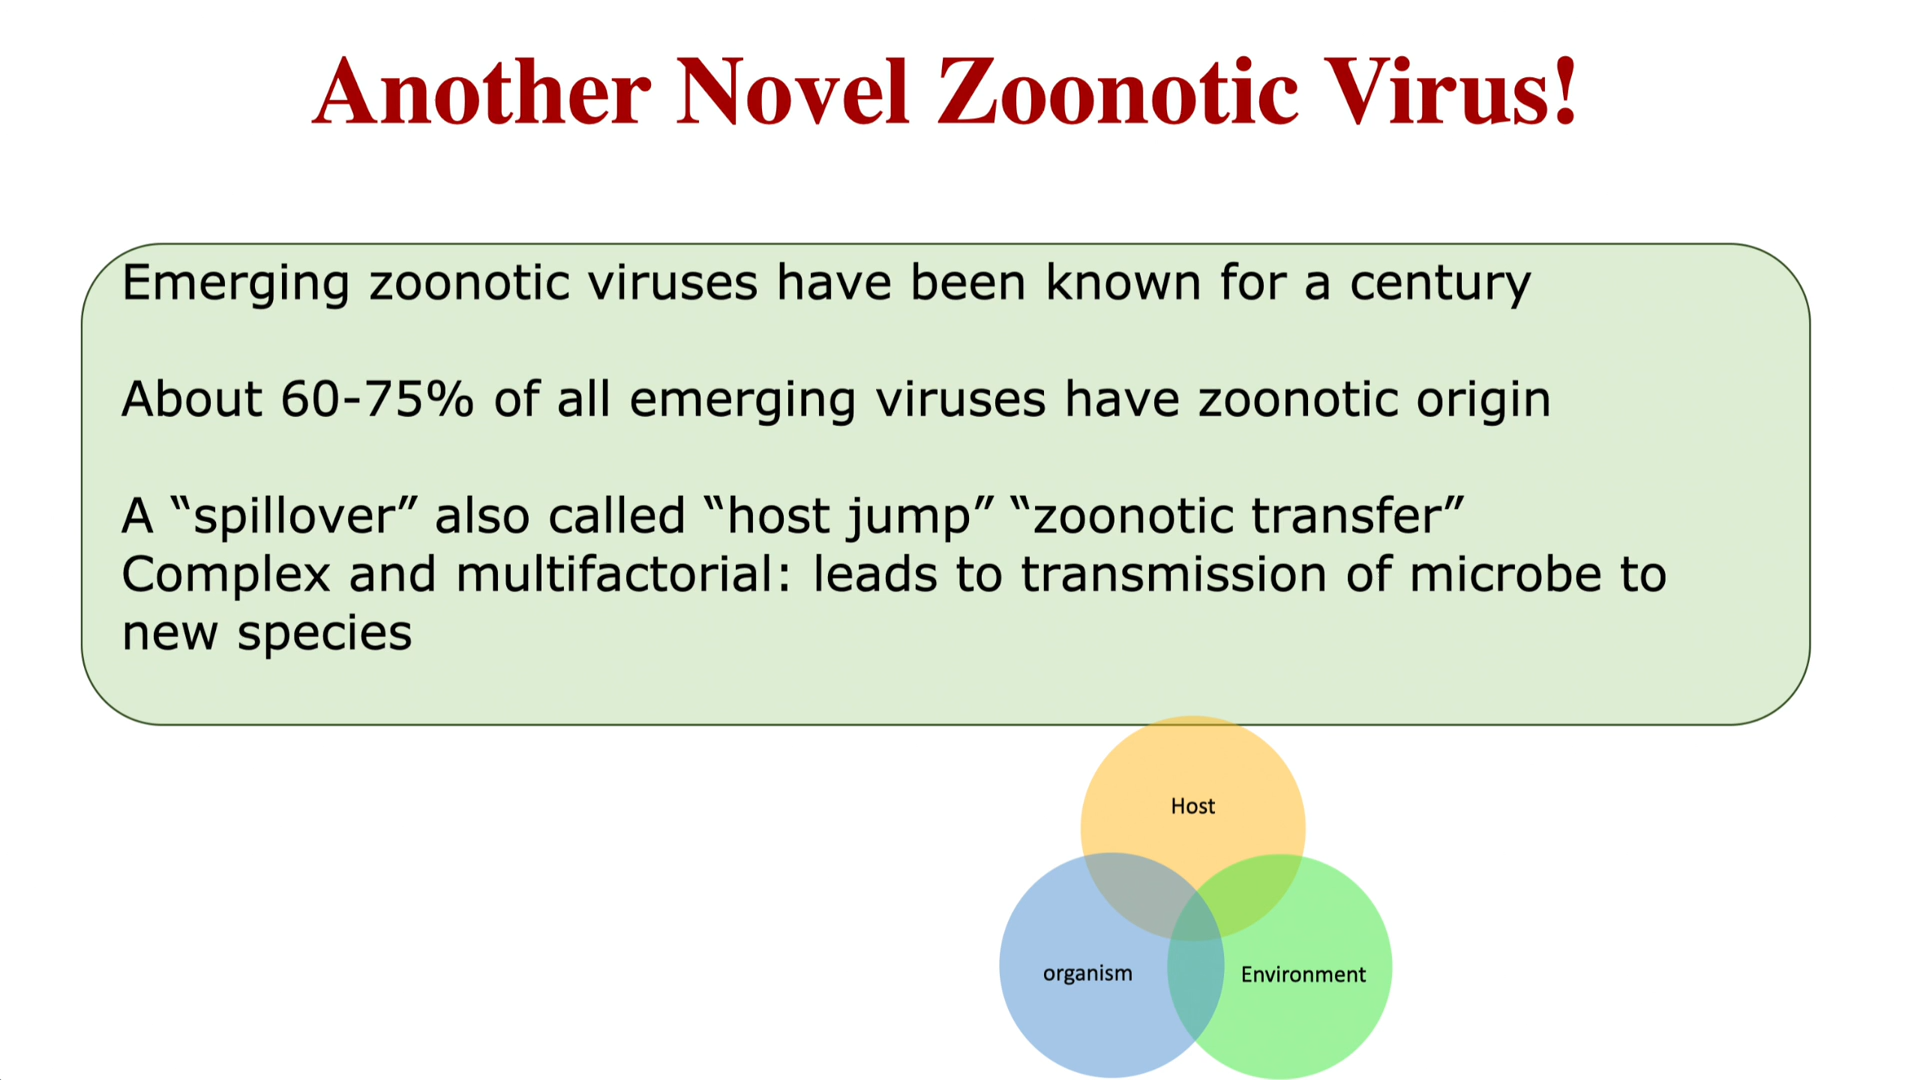 Another Novel Zoonotic Virus!
Emerging zoonotic viruses have been known for a century
About 60-75% of all emerging viruses have zoonotic origin
A “spillover” also called “host jump” “zoonotic transfer”
Complex and multifactorial: leads to transmission of microbe to
new species
Host
organism
Environment